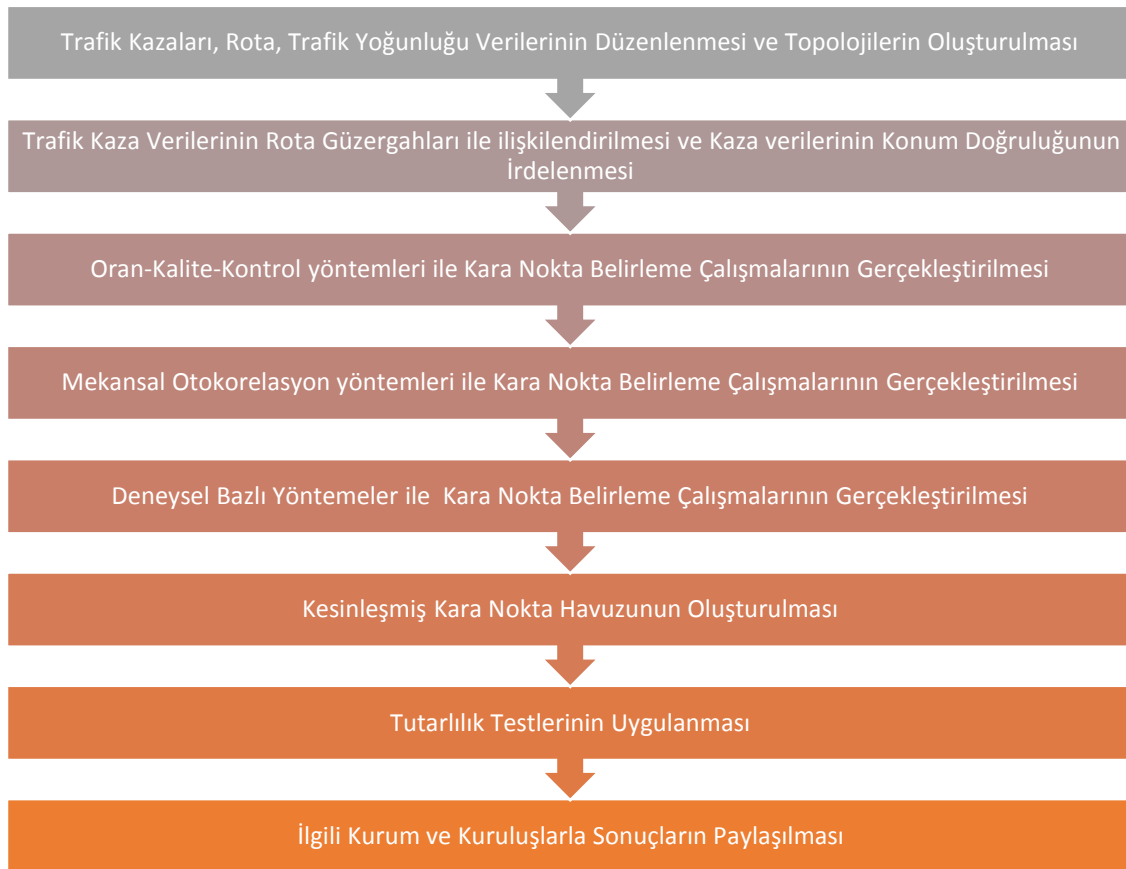 Trafik Kazaları, Rota, Trafik Yoğunluğu Verilerinin Düzenlenmesi ve Topolojilerin Oluşturulması
Trafik Kaza Verilerinin Rota Güzergahları ile ilişkilendirilmesi ve Kaza verilerinin Konum Doğruluğunun
İrdelenmesi
Oran-Kalite-Kontrol yöntemleri ile Kara Nokta Belirleme Çalışmalarının Gerçekleştirilmesi
Mekansal Otokorelasyon yöntemleri ile Kara Nokta Belirleme Çalışmalarının Gerçekleştirilmesi
Deneysel Bazlı Yöntemeler ile Kara Nokta Belirleme Çalışmalarının Gerçekleştirilmesi
Kesinleşmiş Kara Nokta Havuzunun Oluşturulması
Tutarlılık Testlerinin Uygulanması
İlgili Kurum ve Kuruluşlarla Sonuçların Paylaşılması